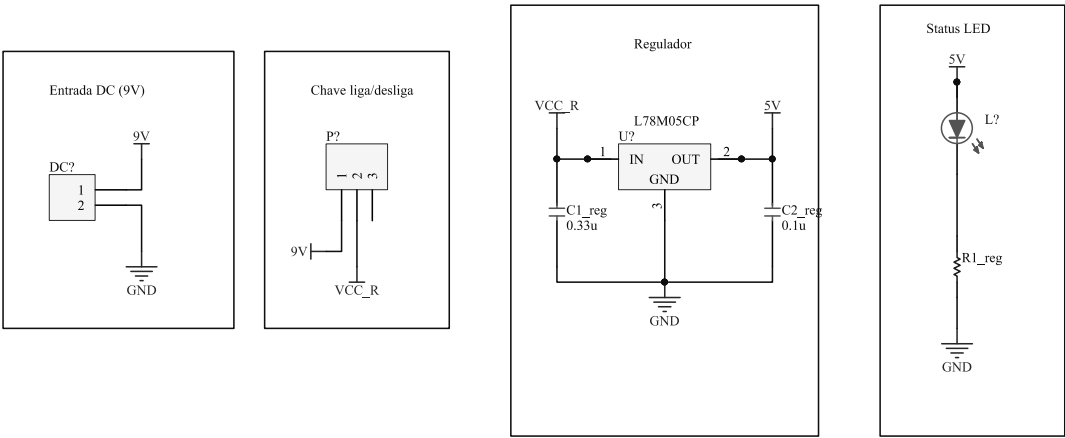 Entrada DC (9V)
9V
DC?
1
2
GND
Chave liga/desliga
P?
1
2
3
9V
VCC_R
Regulador
VCC_R
5V
L78M05CP
U?
1
IN
OUT
2
GND
3
C1_reg
0.33u
C2_reg
0.1u
GND
Status LED
5V
L?
R1_reg
GND